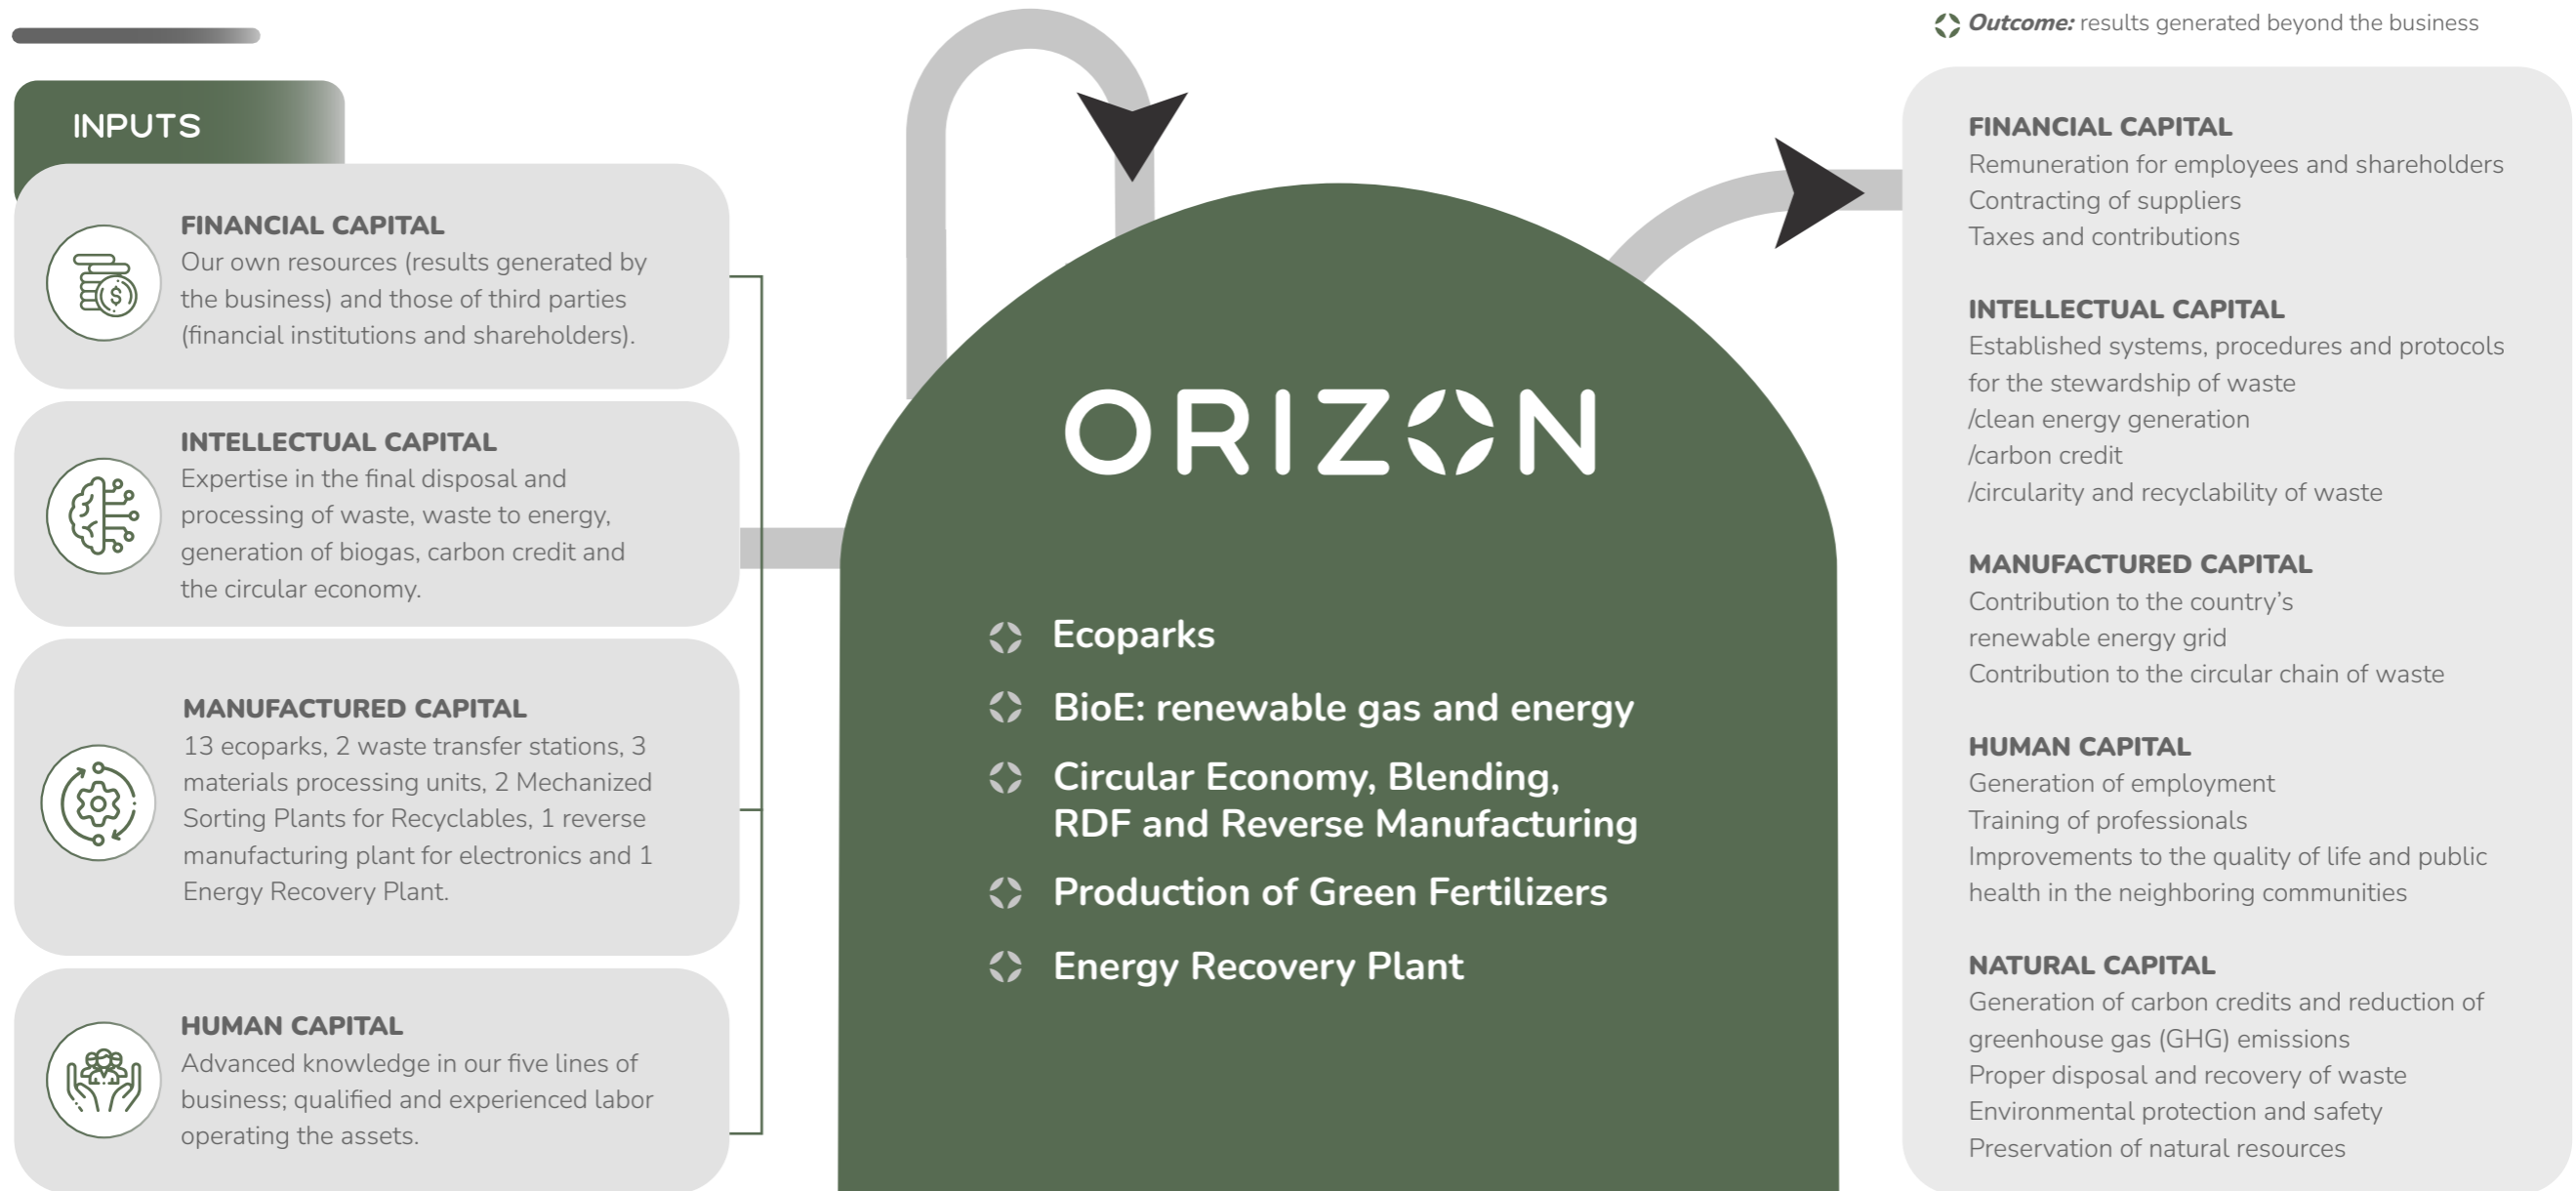 INPUTS
FINANCIAL CAPITAL
Our own resources (results generated by
the business) and those of third parties
(financial institutions and shareholders).
INTELLECTUAL CAPITAL
Expertise in the final disposal and
processing of waste, waste to energy,
generation of biogas, carbon credit and
the circular economy.
MANUFACTURED CAPITAL
13 ecoparks, 2 waste transfer stations, 3
materials processing units, 2 Mechanized
Sorting Plants for Recyclables, 1 reverse
manufacturing plant for electronics and 1
Energy Recovery Plant.
HUMAN CAPITAL
Advanced knowledge in our five lines of
business; qualified and experienced labor
operating the assets.
ORIZON
Ecoparks
BioE: renewable gas and energy
Circular Economy, Blending,
RDF and Reverse Manufacturing
Production of Green Fertilizers
Energy Recovery Plant
Outcome: results generated beyond the business
FINANCIAL CAPITAL
Remuneration for employees and shareholders
Contracting of suppliers
Taxes and contributions
INTELLECTUAL CAPITAL
Established systems, procedures and protocols
for the stewardship of waste
/clean energy generation
/carbon credit
/circularity and recyclability of waste
MANUFACTURED CAPITAL
Contribution to the country’s
renewable energy grid
Contribution to the circular chain of waste
HUMAN CAPITAL
Generation of employment
Training of professionals
Improvements to the quality of life and public
health in the neighboring communities
NATURAL CAPITAL
Generation of carbon credits and reduction of
greenhouse gas (GHG) emissions
Proper disposal and recovery of waste
Environmental protection and safety
Preservation of natural resources